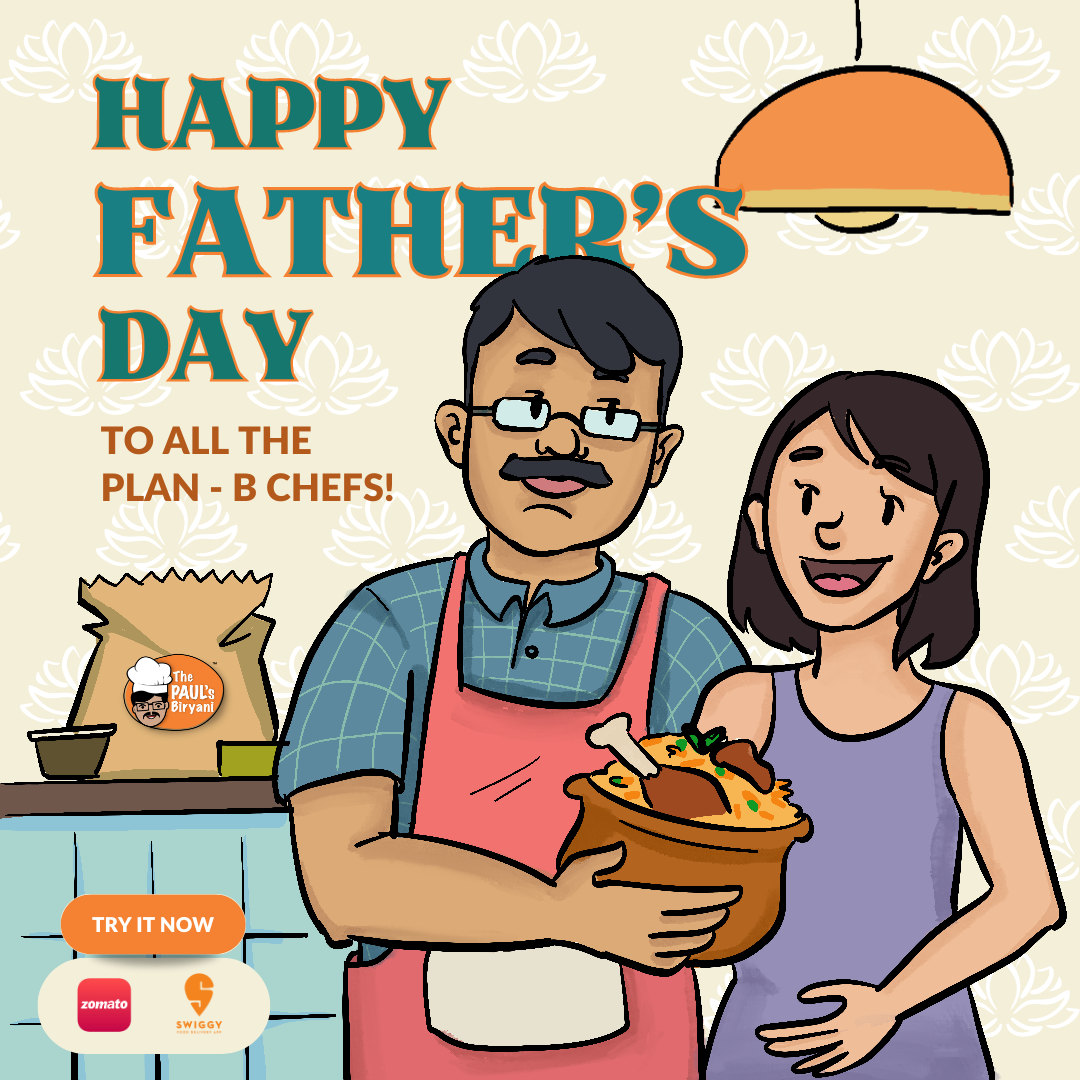 HAPPY
FATHER'S
DAY
TO ALL THE
PLAN - B CHEFS!
The
PAUL's
Biryani
TRY IT NOW
zomato
SWIGGY